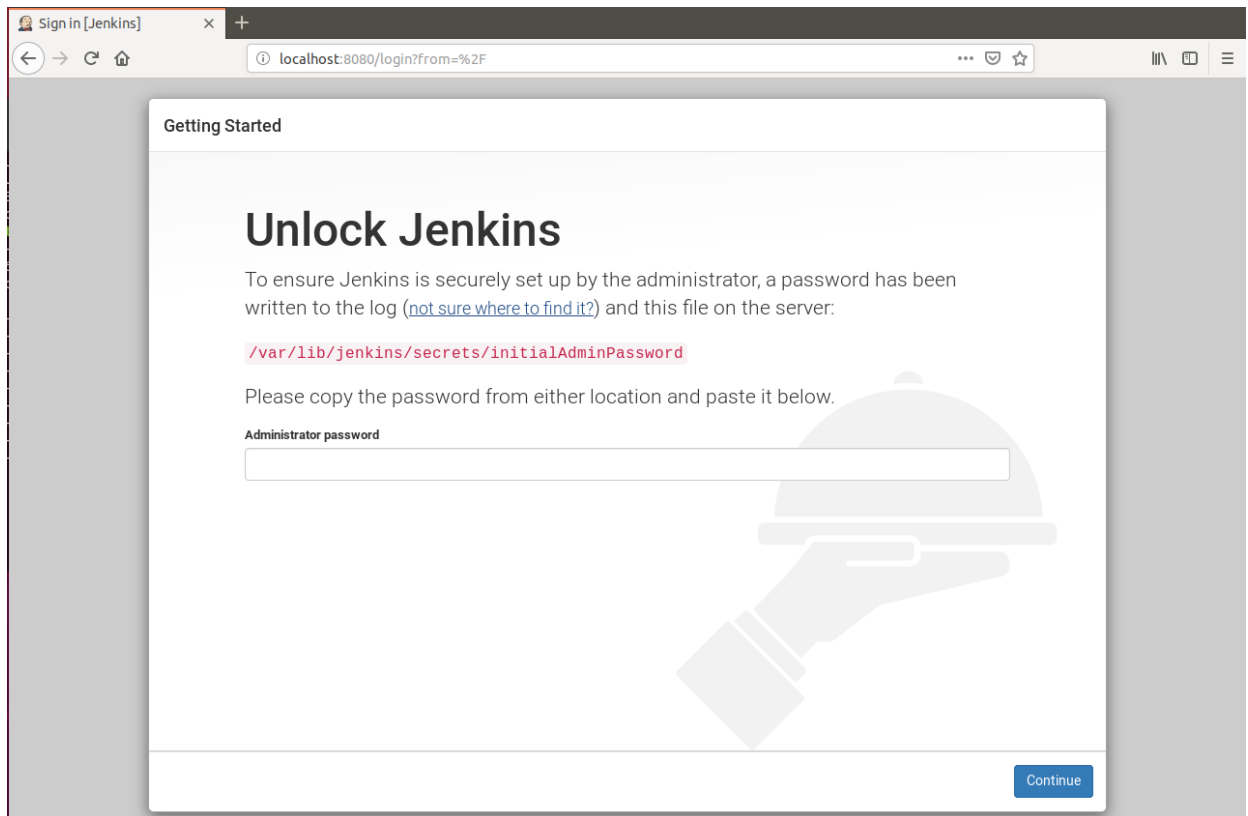 Sign in [Jenkins]
localhost:8080/login?from=%2F
Getting Started
Unlock Jenkins
To ensure Jenkins is securely set up by the administrator, a password has been
written to the log (not sure where to find it?) and this file on the server:
/var/lib/jenkins/secrets/initialAdminPassword
Please copy the password from either location and paste it below.
Administrator password
Continue